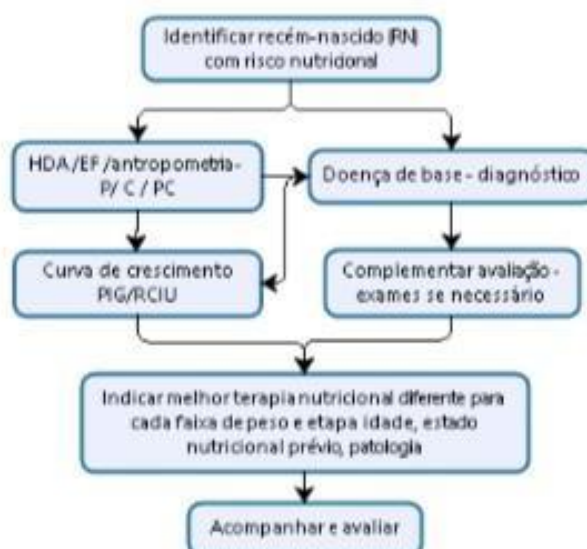 Identificar recém-nascido (RN)
com risco nutricional
HDA/EF/antropometria-
P/ C / PC
Doença de base - diagnóstico
Curva de crescimento
PIG/RCIU
Complementar avaliação -
exames se necessário
Indicar melhor terapia nutricional diferente para
cada faixa de peso e etapa idade, estado
nutricional prévio, patologia
Acompanhar e avaliar